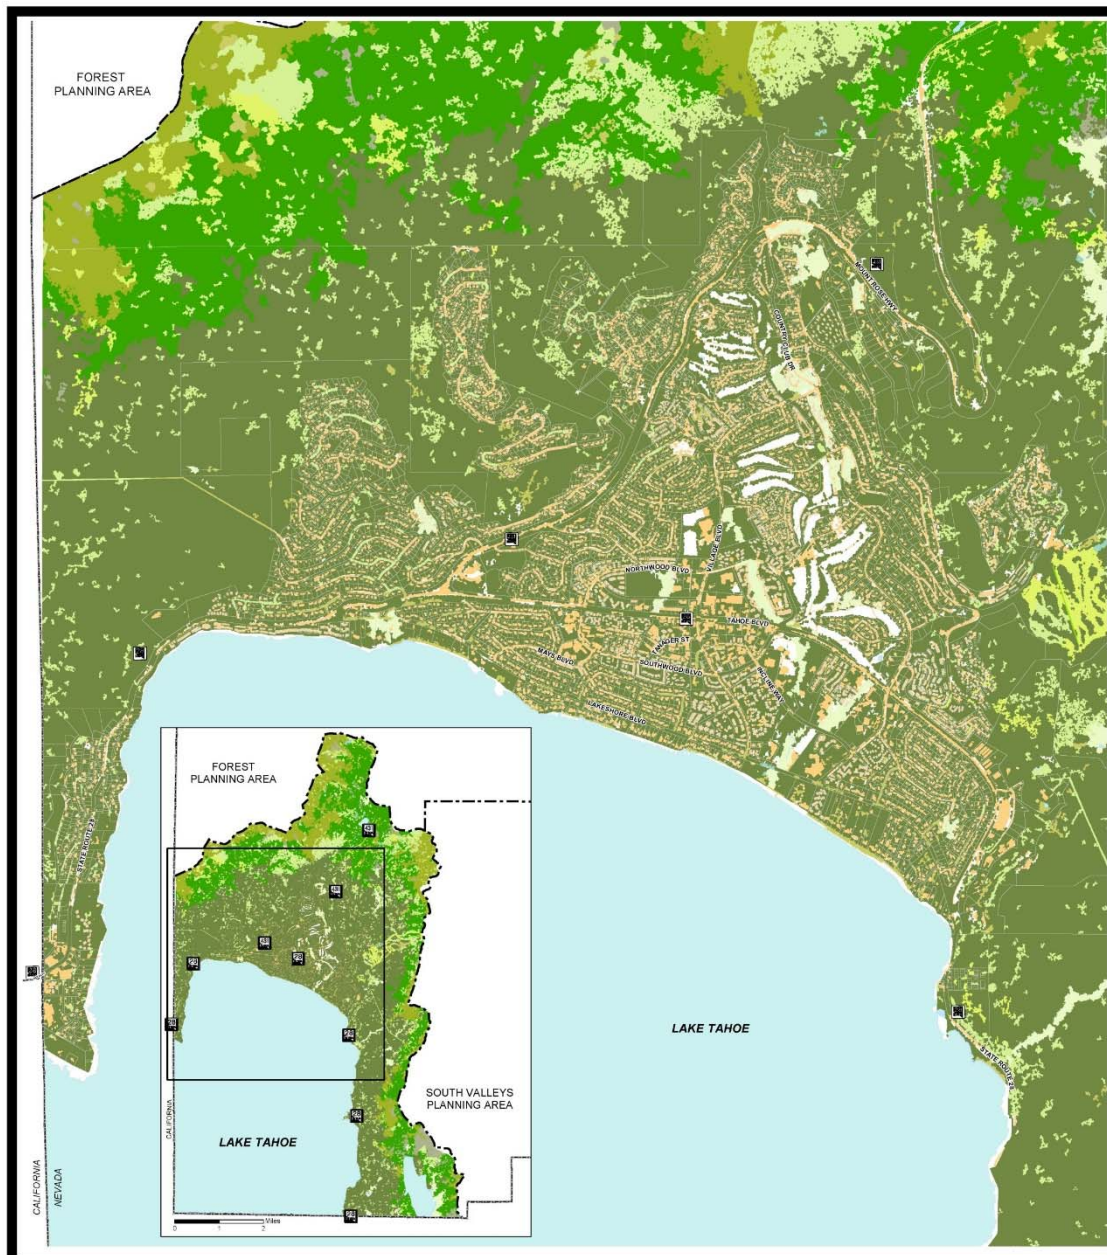 FOREST
PLANNING AREA
MOUNT ROSE HWY
COUNTRY CLUB DR
VILLAGE BLVD
NORTHWOOD BLVD
TAHOE BLVD
TANAGER ST
MAYS BLVD
SOUTHWOOD BLVD
INCLINE WAY
LAKESHORE BLVD
STATE ROUTE 28
LAKE TAHOE
STATE ROUTE 28
CALIFORNIA
NEVADA
FOREST
PLANNING AREA
SOUTH VALLEYS
PLANNING AREA
CALIFORNIA
LAKE TAHOE
0 1 2 Miles